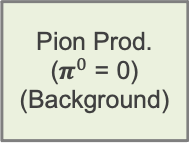 Pion Prod.
(𝝅⁰ = 0)
(Background)